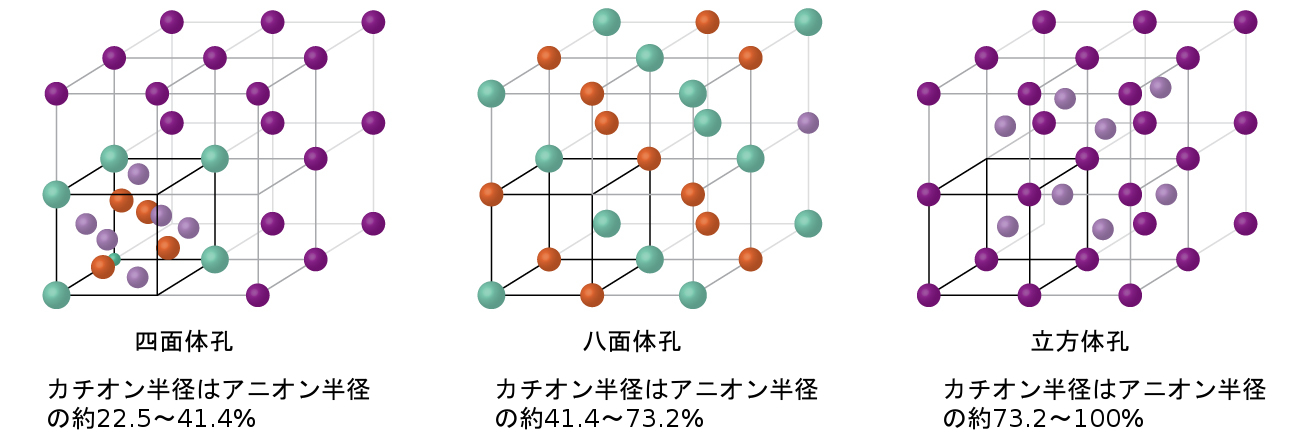 四面体孔
カチオン半径はアニオン半径
の約22.5〜41.4%
八面体孔
カチオン半径はアニオン半径
の約41.4〜73.2%
立方体孔
カチオン半径はアニオン半径
の約73.2〜100%